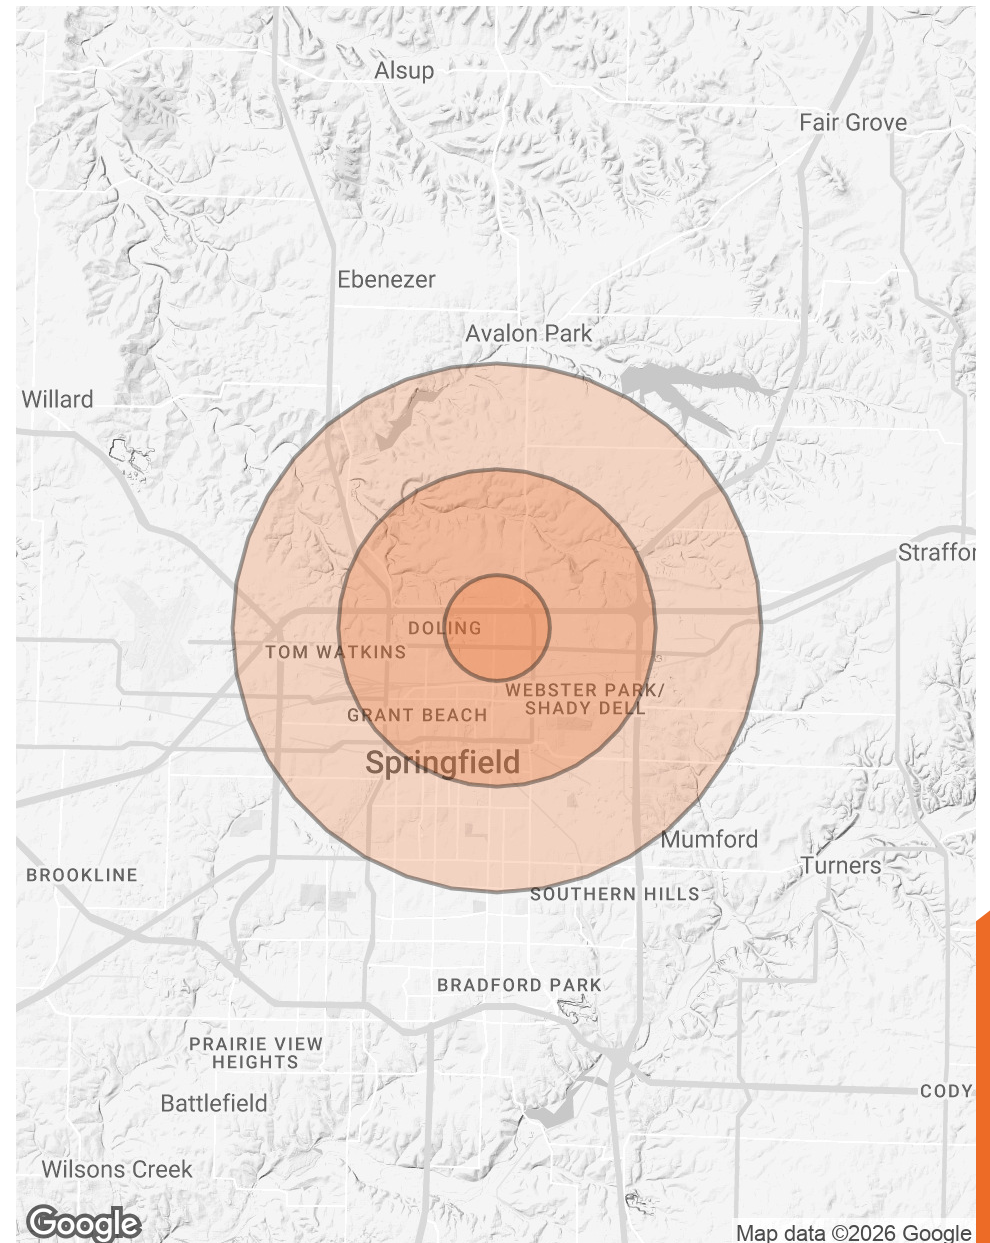 Alsup
Fair Grove
Ebenezer
Avalon Park
Willard
Straffor
DOLING
TOM WATKINS
WEBSTER PARK/
SHADY DELL
GRANT BEACH
Springfield
Mumford
Turners
BROOKLINE
SOUTHERN HILLS
BRADFORD PARK
PRAIRIE VIEW
HEIGHTS
CODY
Battlefield
Wilsons Creek
Google
Map data ©2026 Google